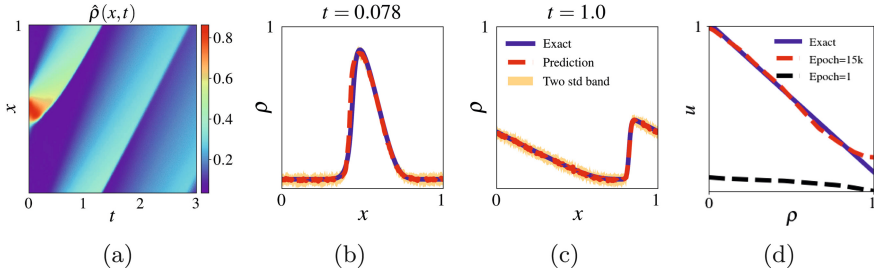 ρ̂(x,t)
x
0.8
0.6
0.4
0.2
0 1 2 3
t
(a)
t = 0.078
1
ρ
0 1
x
(b)
t = 1.0
1
Exact
Prediction
Two std band
ρ
0 1
x
(c)
1
Exact
Epoch=15k
Epoch=1
u
0 1
ρ
(d)